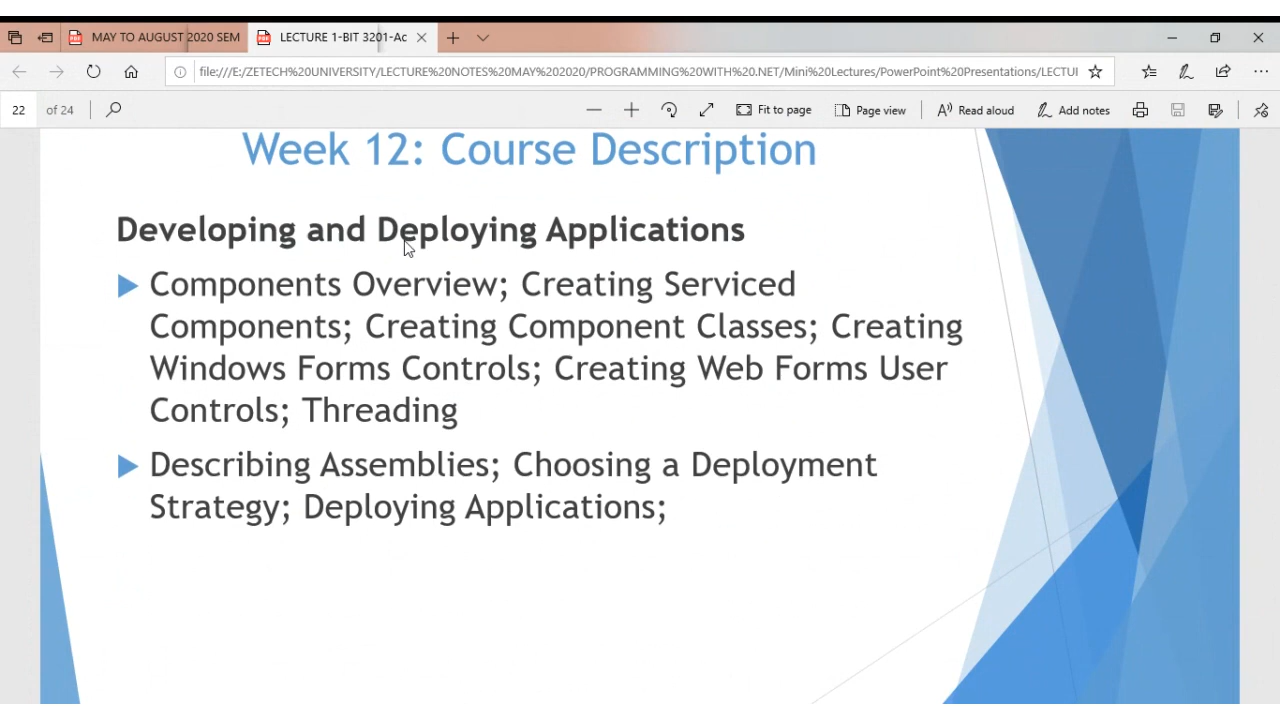 MAY TO AUGUST 2020 SEM
LECTURE 1-BIT 3201-Ac
file:///E:/ZETECH%20UNIVERSITY/LECTURE%20NOTES%20MAY%202020/PROGRAMMING%20WITH%20.NET/Mini%20Lectures/PowerPoint%20Presentations/LECTUI
22 of 24
Fit to page
Page view
Read aloud
Add notes
Week 12: Course Description
Developing and Deploying Applications
Components Overview; Creating Serviced
Components; Creating Component Classes; Creating
Windows Forms Controls; Creating Web Forms User
Controls; Threading
Describing Assemblies; Choosing a Deployment
Strategy; Deploying Applications;